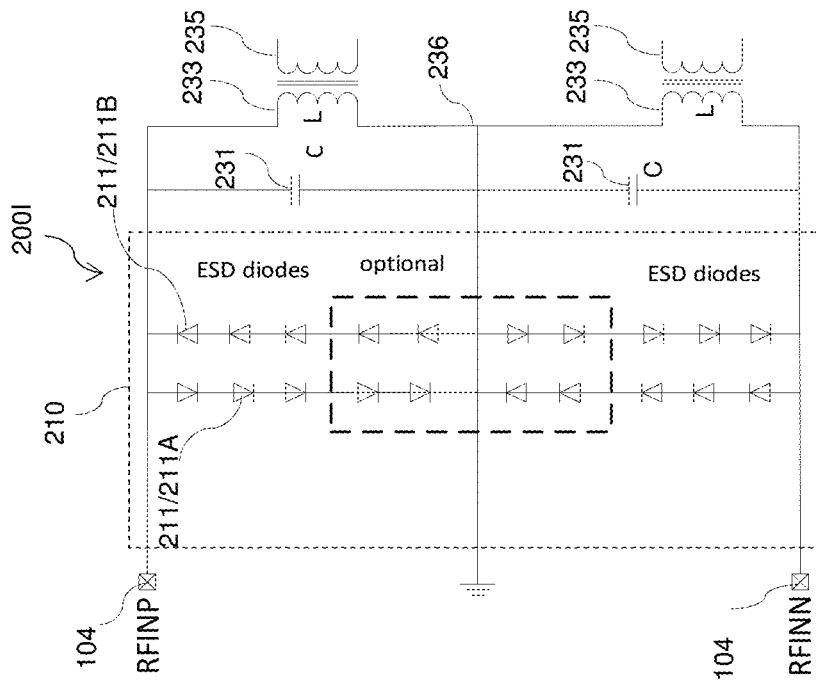 200I
210
211/211B
231
233
235
C
L
ESD diodes
optional
236
211/211A
104
RFINP
ESD diodes
231
C
233
235
L
104
RFINN